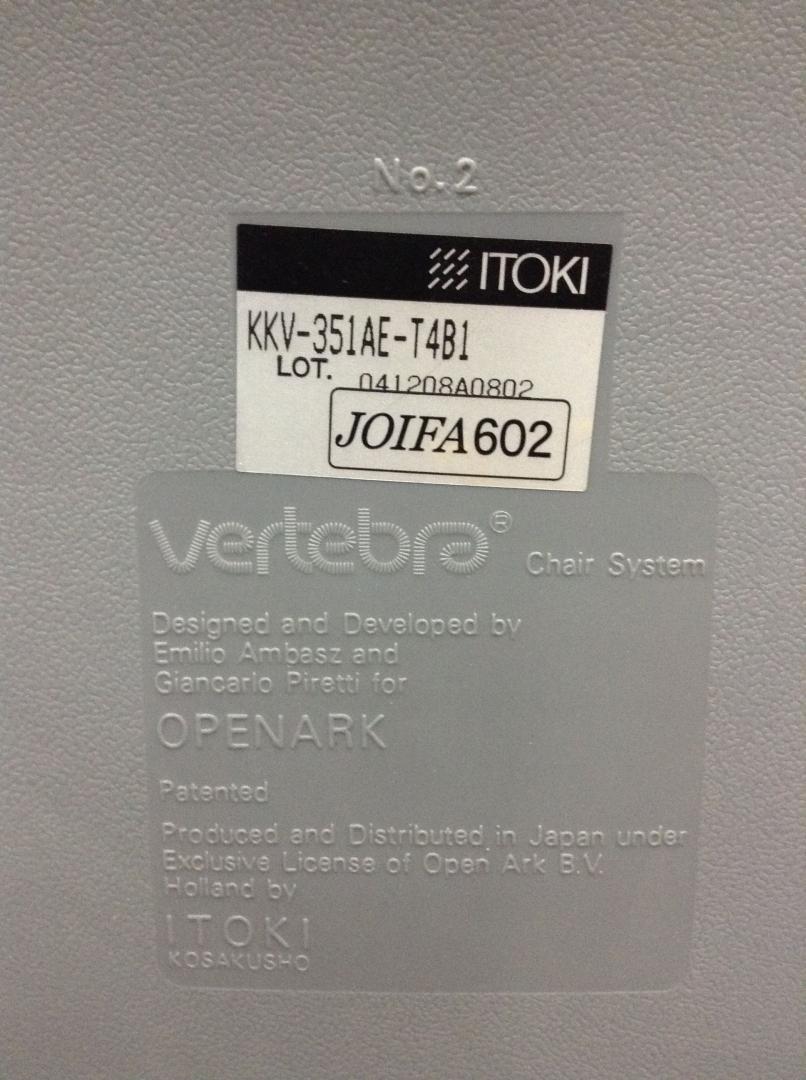 No.2
ITOKI
KKV-351AE-T4B1
LOT. 041208A0802
JOIFA602
vertebra® Chair System
Designed and Developed by
Emilio Ambasz and
Giancarlo Piretti for
OPENARK
Patented
Produced and Distributed in Japan under
Exclusive License of Open Ark B.V.
Holland by
ITOKI
KOSAKUSHO